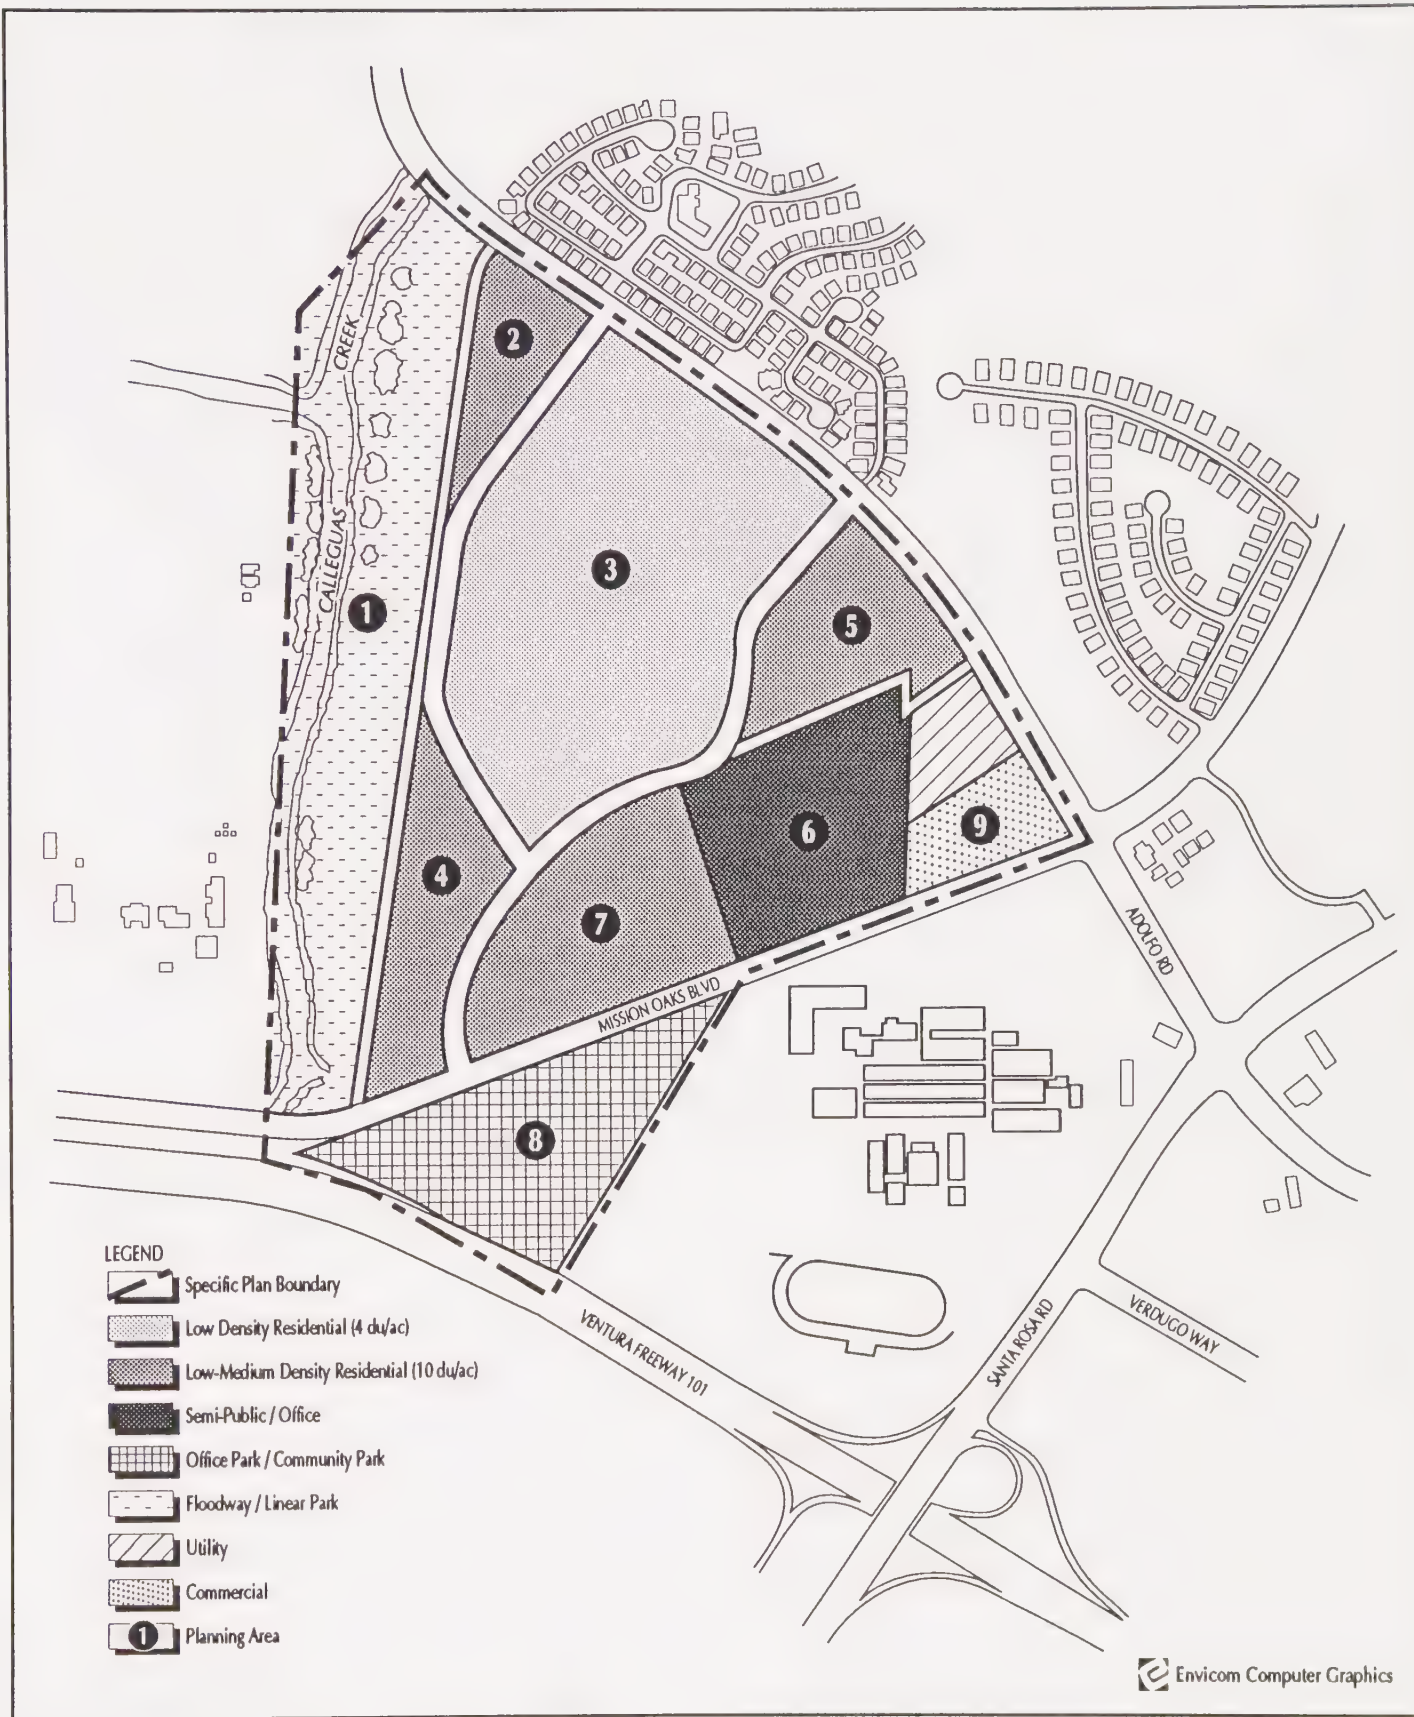 CREEK
2
3
CALLEGUAS
1
5
6
9
4
7
ADOLFO RD
MISSION OAKS BLVD
8
LEGEND
Specific Plan Boundary
Low Density Residential (4 du/ac)
Low-Medium Density Residential (10 du/ac)
Semi-Public / Office
Office Park / Community Park
Floodway / Linear Park
Utility
Commercial
1 Planning Area
VENTURA FREEWAY 101
SANTA ROSA RD
VERDUGO WAY
Envicom Computer Graphics